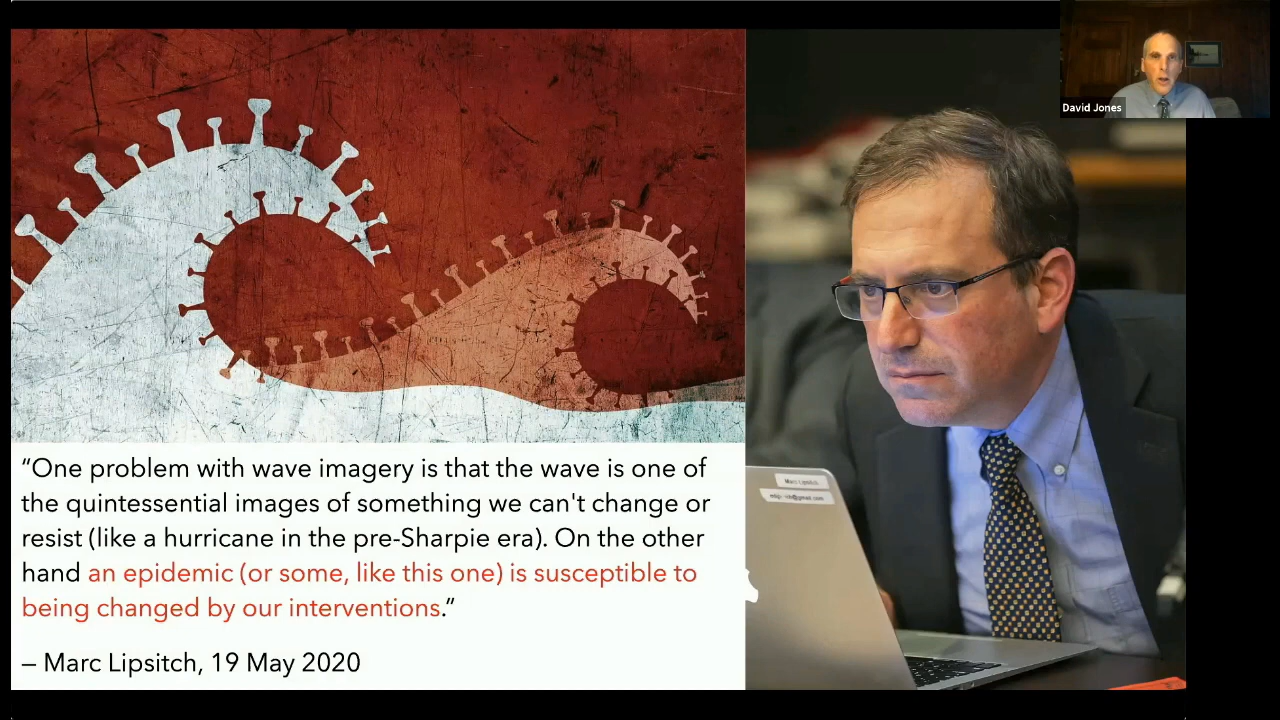 David Jones
Marc Lipsitch
“One problem with wave imagery is that the wave is one of
the quintessential images of something we can't change or
resist (like a hurricane in the pre-Sharpie era). On the other
hand an epidemic (or some, like this one) is susceptible to
being changed by our interventions.”
– Marc Lipsitch, 19 May 2020